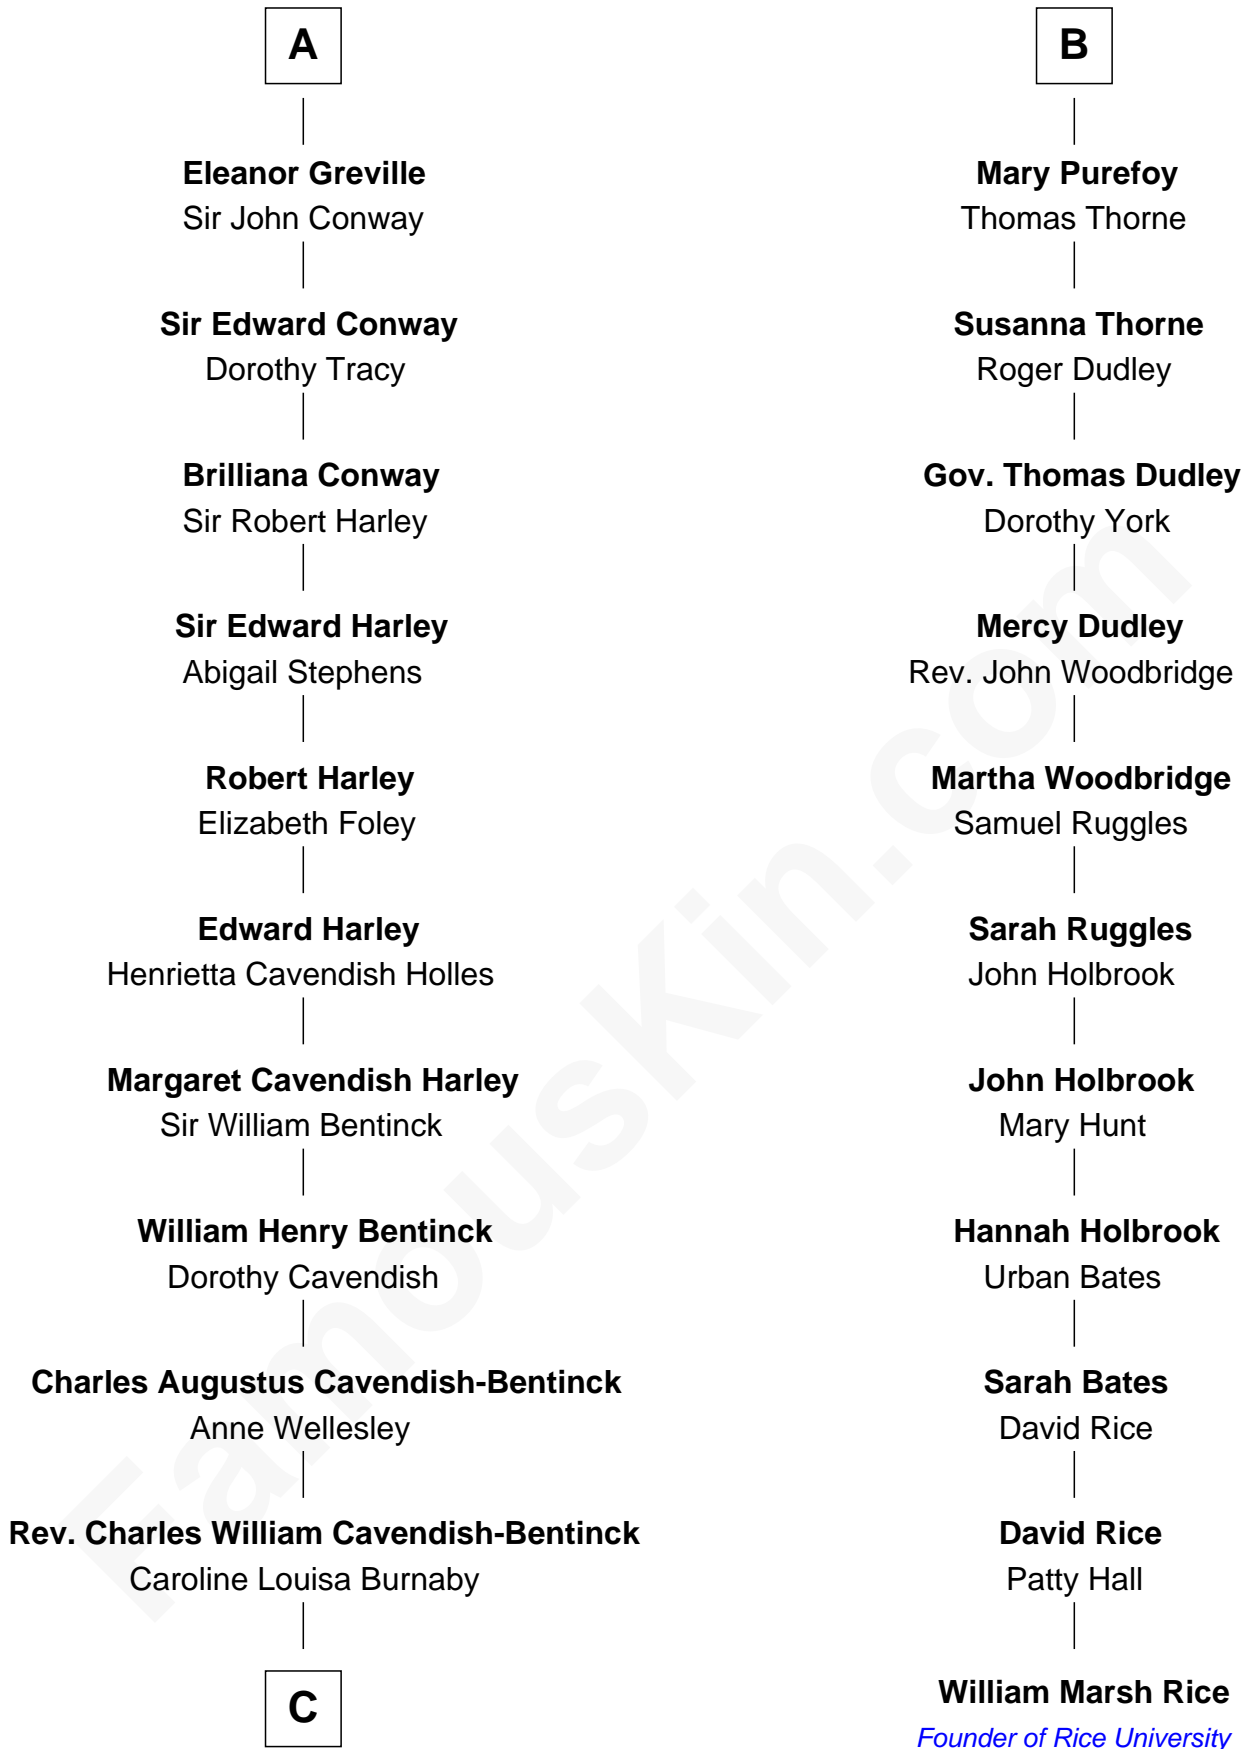 A
Eleanor Greville
Sir John Conway
Sir Edward Conway
Dorothy Tracy
Brilliana Conway
Sir Robert Harley
Sir Edward Harley
Abigail Stephens
Robert Harley
Elizabeth Foley
Edward Harley
Henrietta Cavendish Holles
Margaret Cavendish Harley
Sir William Bentinck
William Henry Bentinck
Dorothy Cavendish
Charles Augustus Cavendish-Bentinck
Anne Wellesley
Rev. Charles William Cavendish-Bentinck
Caroline Louisa Burnaby
C
B
Mary Purefoy
Thomas Thorne
Susanna Thorne
Roger Dudley
Gov. Thomas Dudley
Dorothy York
Mercy Dudley
Rev. John Woodbridge
Martha Woodbridge
Samuel Ruggles
Sarah Ruggles
John Holbrook
John Holbrook
Mary Hunt
Hannah Holbrook
Urban Bates
Sarah Bates
David Rice
David Rice
Patty Hall
William Marsh Rice
Founder of Rice University
FamousKin.com